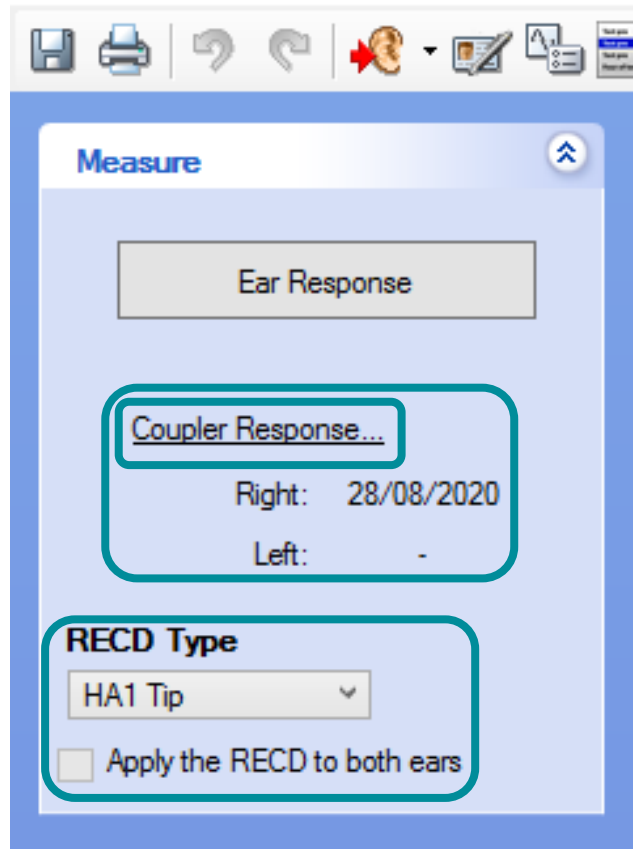 Measure
Ear Response
Coupler Response...
Right: 28/08/2020
Left: -
RECD Type
HA1 Tip
Apply the RECD to both ears